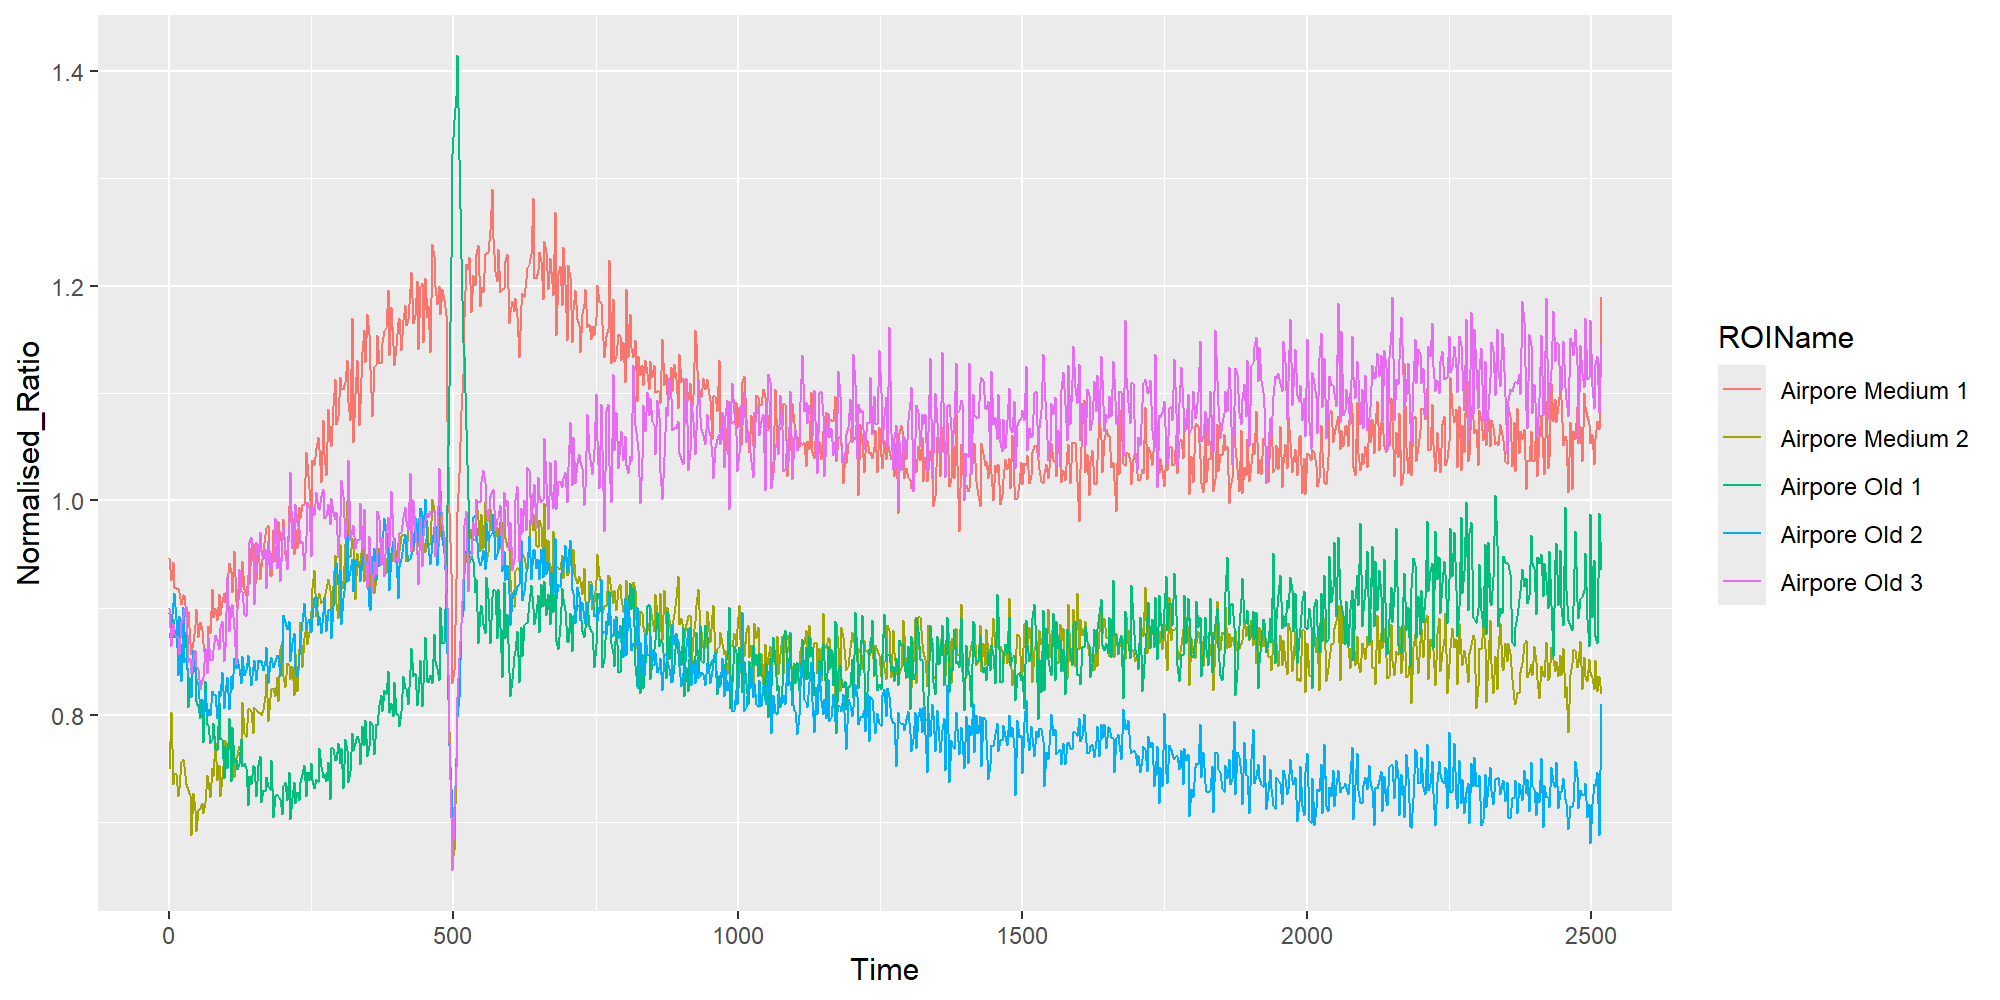 Normalised_Ratio
1.4
1.2
1.0
0.8
0
500
1000
1500
2000
2500
Time
ROIName
Airpore Medium 1
Airpore Medium 2
Airpore Old 1
Airpore Old 2
Airpore Old 3